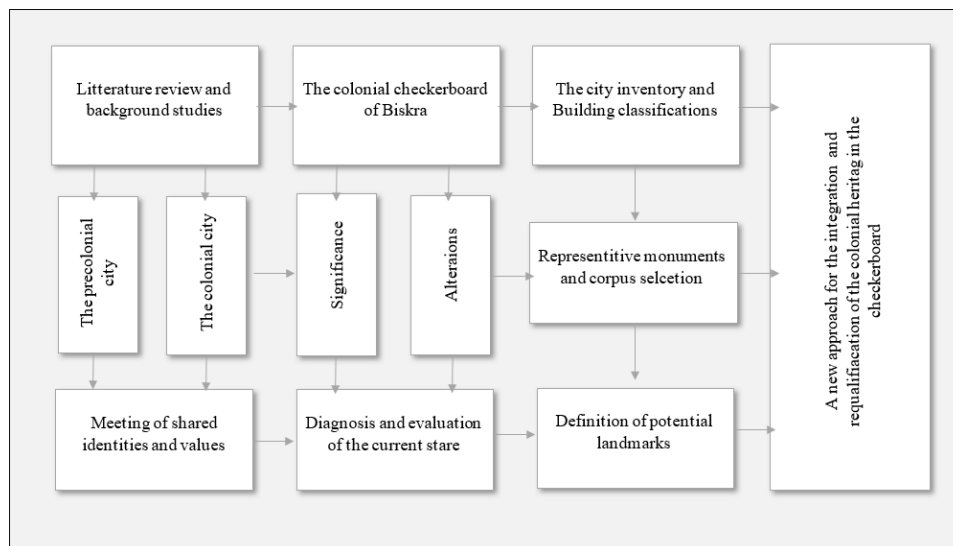 Litterature review and
background studies
The colonial checkerboard
of Biskra
The city inventory and
Building classifications
The precolonial
city
The colonial city
Significance
Alteraions
Representitive monuments
and corpus selcetion
A new approach for the integration and
requalifiacation of the colonial heritag in the
checkerboard
Meeting of shared
identities and values
Diagnosis and evaluation
of the current stare
Definition of potential
landmarks